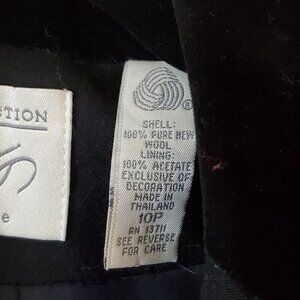 TION
e
®
SHELL:
100% PURE NEW
WOOL
LINING:
100% ACETATE
EXCLUSIVE OF
DECORATION
MADE IN
THAILAND
10P
RN 13711
SEE REVERSE
FOR CARE